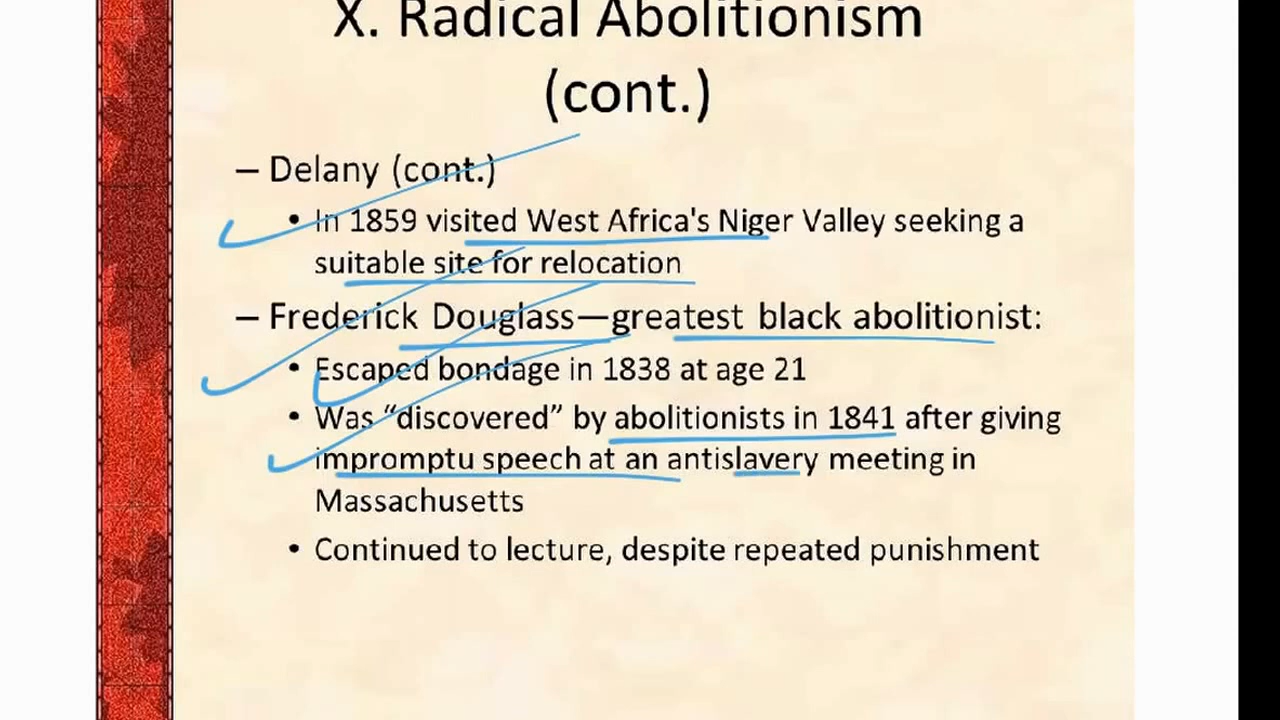 X. Radical Abolitionism
(cont.)
– Delany (cont.)
• In 1859 visited West Africa's Niger Valley seeking a
suitable site for relocation
– Frederick Douglass—greatest black abolitionist:
• Escaped bondage in 1838 at age 21
• Was “discovered” by abolitionists in 1841 after giving
impromptu speech at an antislavery meeting in
Massachusetts
• Continued to lecture, despite repeated punishment